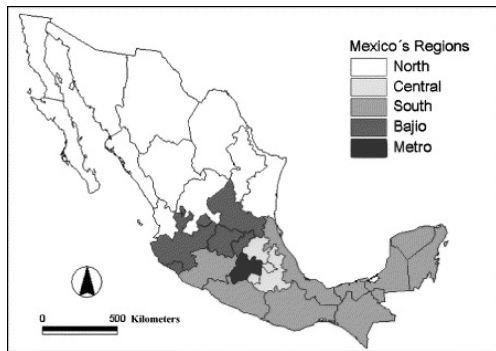 Mexico´s Regions
North
Central
South
Bajio
Metro
0 500 Kilometers